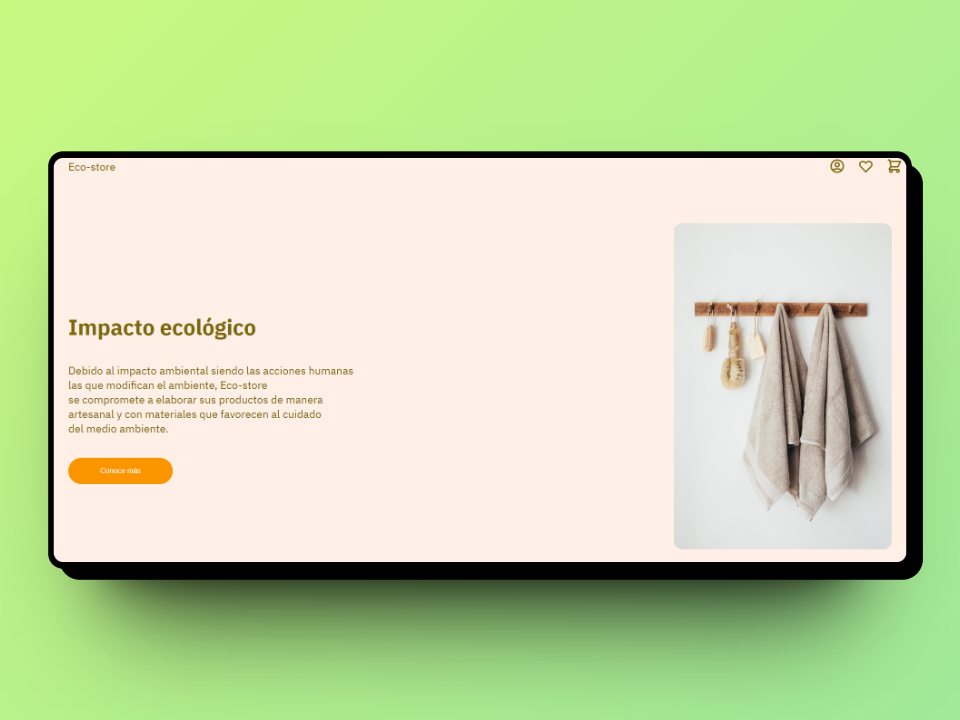 Eco-store
Impacto ecológico
Debido al impacto ambiental siendo las acciones humanas
las que modifican el ambiente, Eco-store
se compromete a elaborar sus productos de manera
artesanal y con materiales que favorecen al cuidado
del medio ambiente.
Conoce más